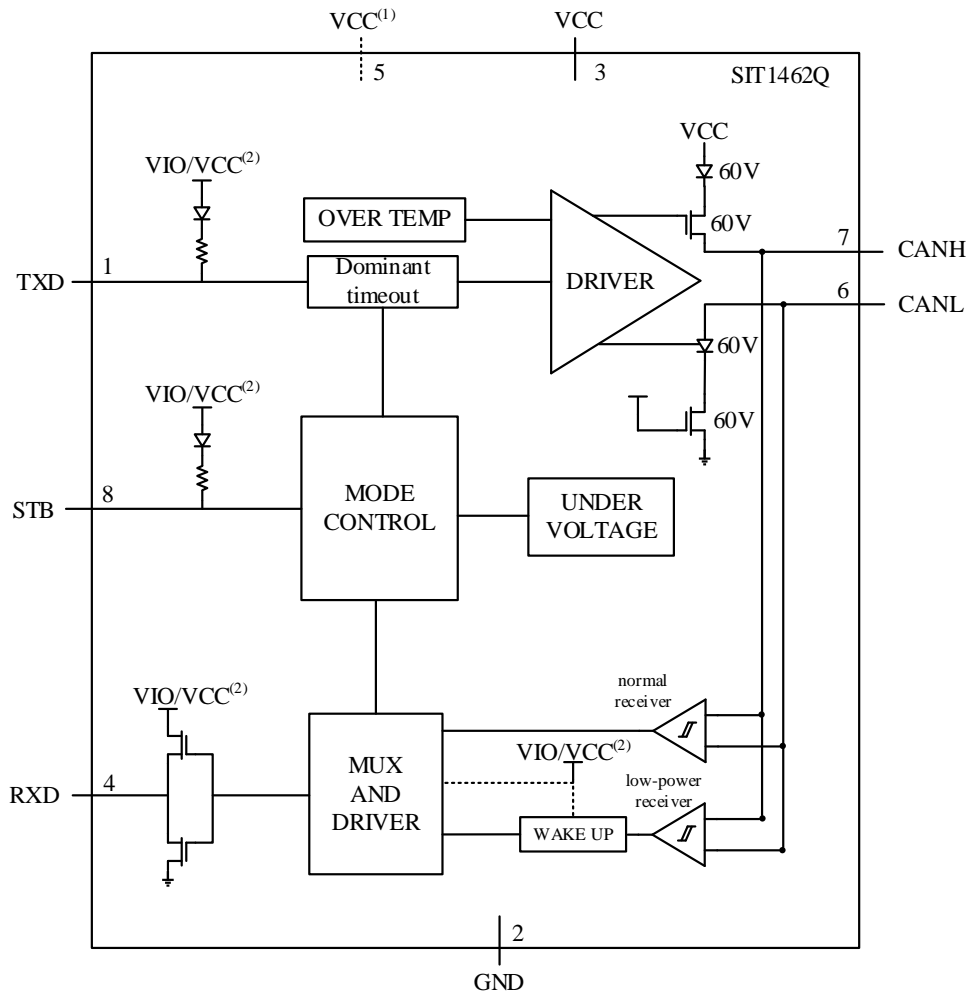 VCC(1)
VCC
5
3
SIT1462Q
VCC
60V
VIO/VCC(2)
OVER TEMP
60V
7
CANH
1
TXD
Dominant
timeout
DRIVER
6
CANL
60V
VIO/VCC(2)
60V
8
STB
MODE
CONTROL
UNDER
VOLTAGE
normal
receiver
VIO/VCC(2)
VIO/VCC(2)
4
RXD
MUX
AND
DRIVER
low-power
receiver
WAKE UP
2
GND